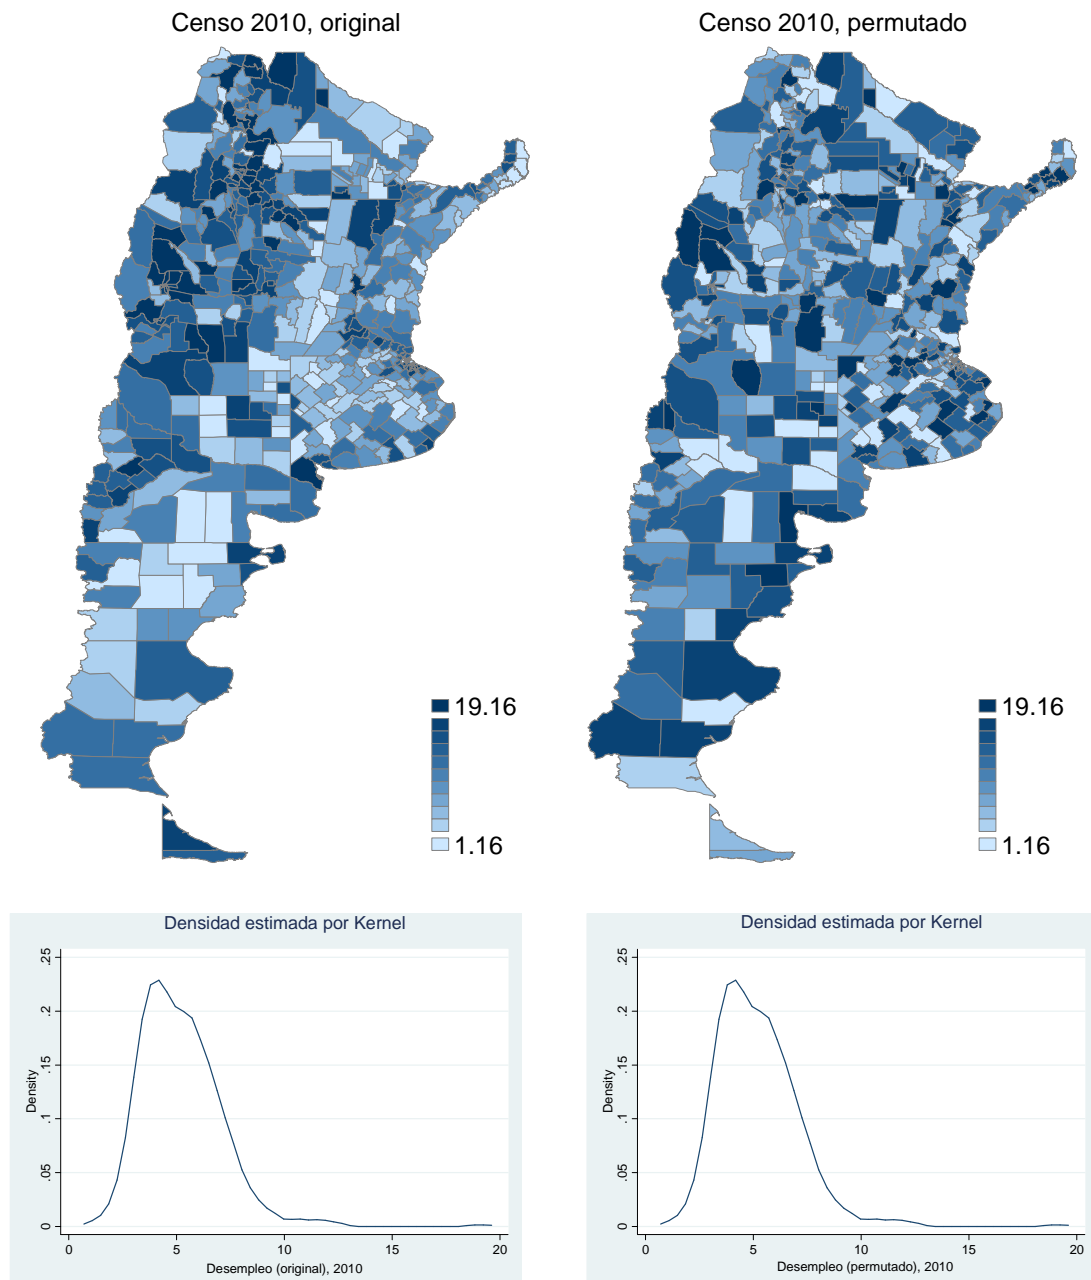 Censo 2010, original
Censo 2010, permutado
19.16
1.16
19.16
1.16
Densidad estimada por Kernel
.25
.2
.15
.1
.05
0
Density
0 5 10 15 20
Desempleo (original), 2010
Densidad estimada por Kernel
.25
.2
.15
.1
.05
0
Density
0 5 10 15 20
Desempleo (permutado), 2010